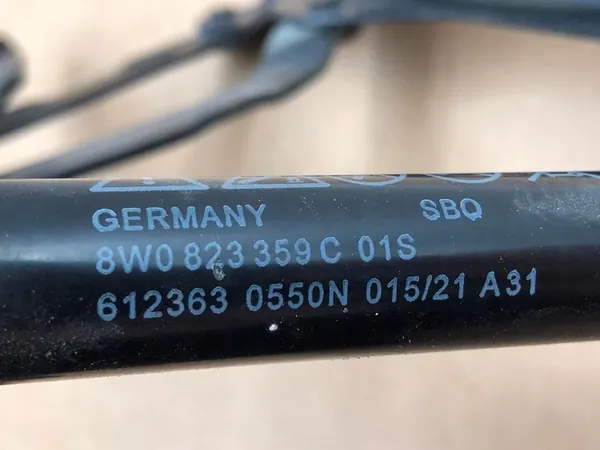 GERMANY SBQ
8W0 823 359 C 01S
612363 0550N 015/21 A31